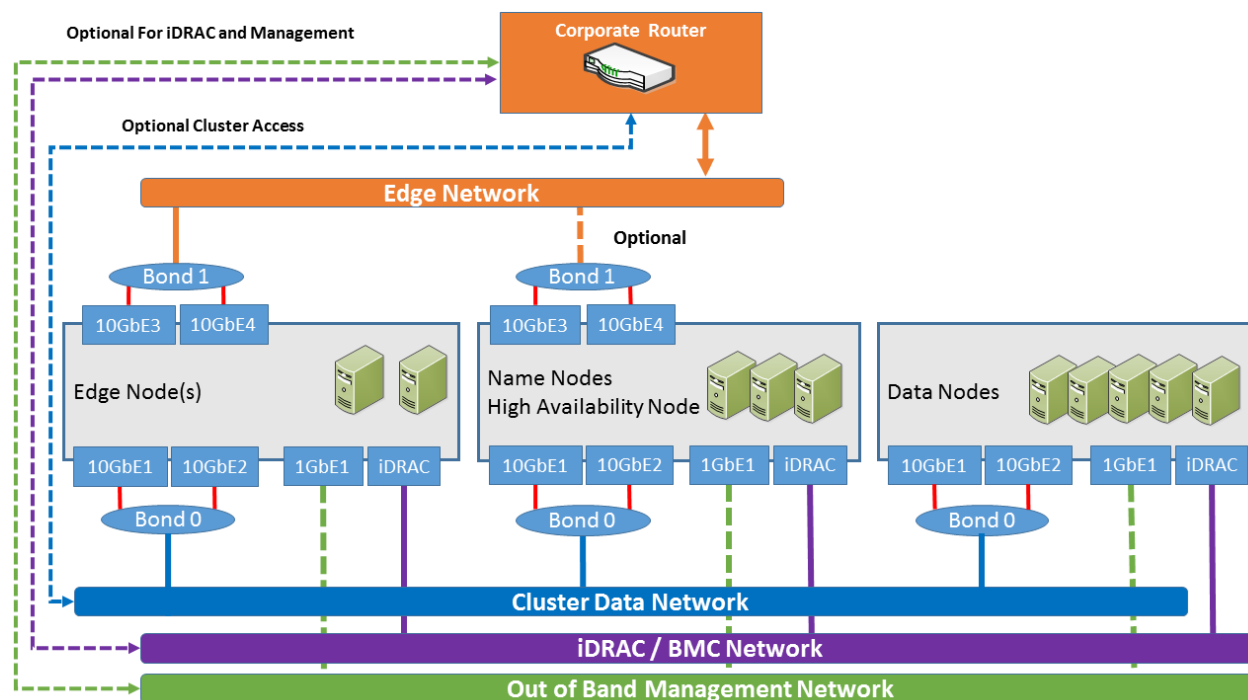 Optional For iDRAC and Management
Corporate Router
Optional Cluster Access
Edge Network
Optional
Bond 1
Bond 1
10GbE3
10GbE4
10GbE3
10GbE4
Edge Node(s)
Name Nodes
High Availability Node
Data Nodes
10GbE1
10GbE2
1GbE1
iDRAC
10GbE1
10GbE2
1GbE1
iDRAC
10GbE1
10GbE2
1GbE1
iDRAC
Bond 0
Bond 0
Bond 0
Cluster Data Network
iDRAC / BMC Network
Out of Band Management Network